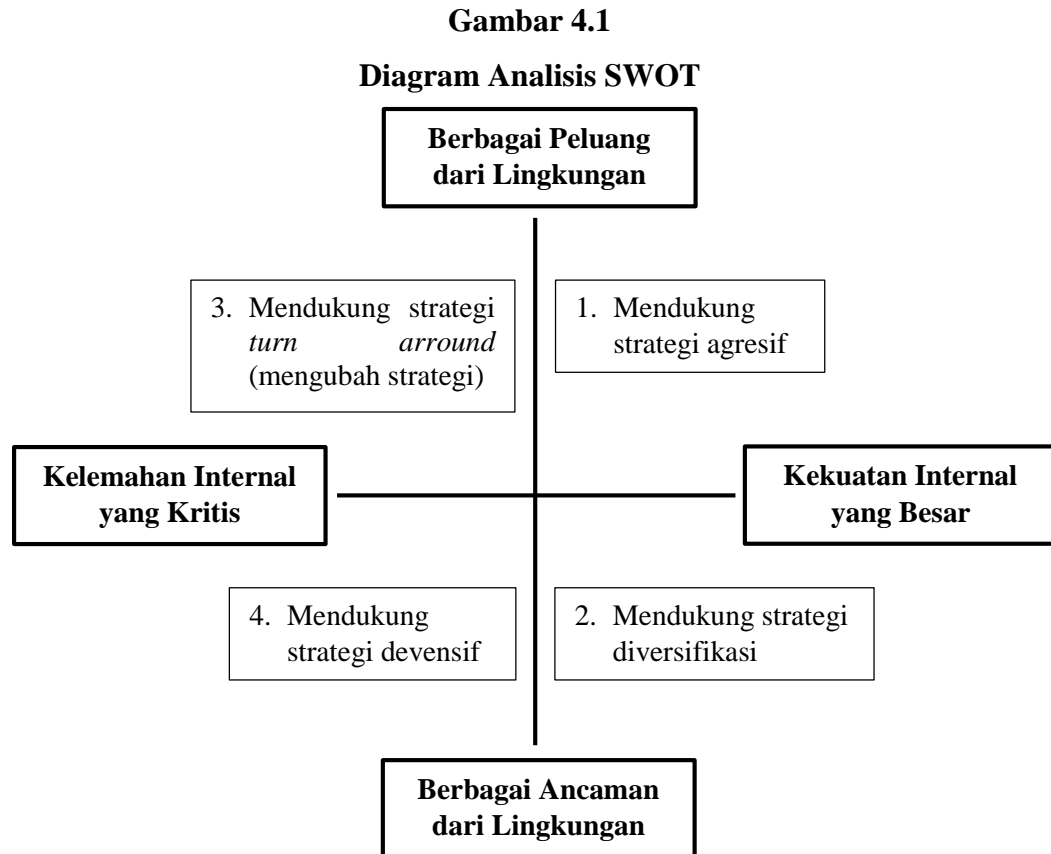 Gambar 4.1
Diagram Analisis SWOT
Berbagai Peluang
dari Lingkungan
3. Mendukung strategi
turn arround
(mengubah strategi)
1. Mendukung
strategi agresif
Kelemahan Internal
yang Kritis
Kekuatan Internal
yang Besar
4. Mendukung
strategi devensif
2. Mendukung strategi
diversifikasi
Berbagai Ancaman
dari Lingkungan